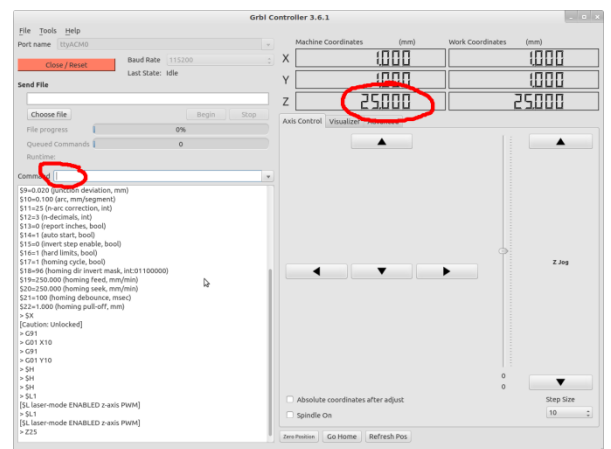 Grbl Controller 3.6.1
File Tools Help
Port name ttyACM0
Close / Reset
Baud Rate 115200
Last State: Idle
Send File
Choose file Begin Stop
File progress 0%
Queued Commands 0
Runtime:
Command
$9=0.020 (junction deviation, mm)
$10=0.100 (arc, mm/segment)
$11=25 (n-arc correction, int)
$12=3 (n-decimals, int)
$13=0 (report inches, bool)
$14=1 (auto start, bool)
$15=0 (invert step enable, bool)
$16=1 (hard limits, bool)
$17=1 (homing cycle, bool)
$18=96 (homing dir invert mask, int:01100000)
$19=250.000 (homing feed, mm/min)
$20=250.000 (homing seek, mm/min)
$21=100 (homing debounce, msec)
$22=1.000 (homing pull-off, mm)
> $X
[Caution: Unlocked]
> G91
> G01 X10
> G91
> G01 Y10
> $H
> $H
> $H
> $L1
[$L laser-mode ENABLED z-axis PWM]
> $L1
[$L laser-mode ENABLED z-axis PWM]
> Z25
Machine Coordinates (mm) Work Coordinates (mm)
X 1.000 1.000
Y 1.000 1.000
Z 25.000 25.000
Axis Control Visualizer Advanced
Z Jog
0
0
Absolute coordinates after adjust
Step Size
Spindle On
10
Zero Position Go Home Refresh Pos